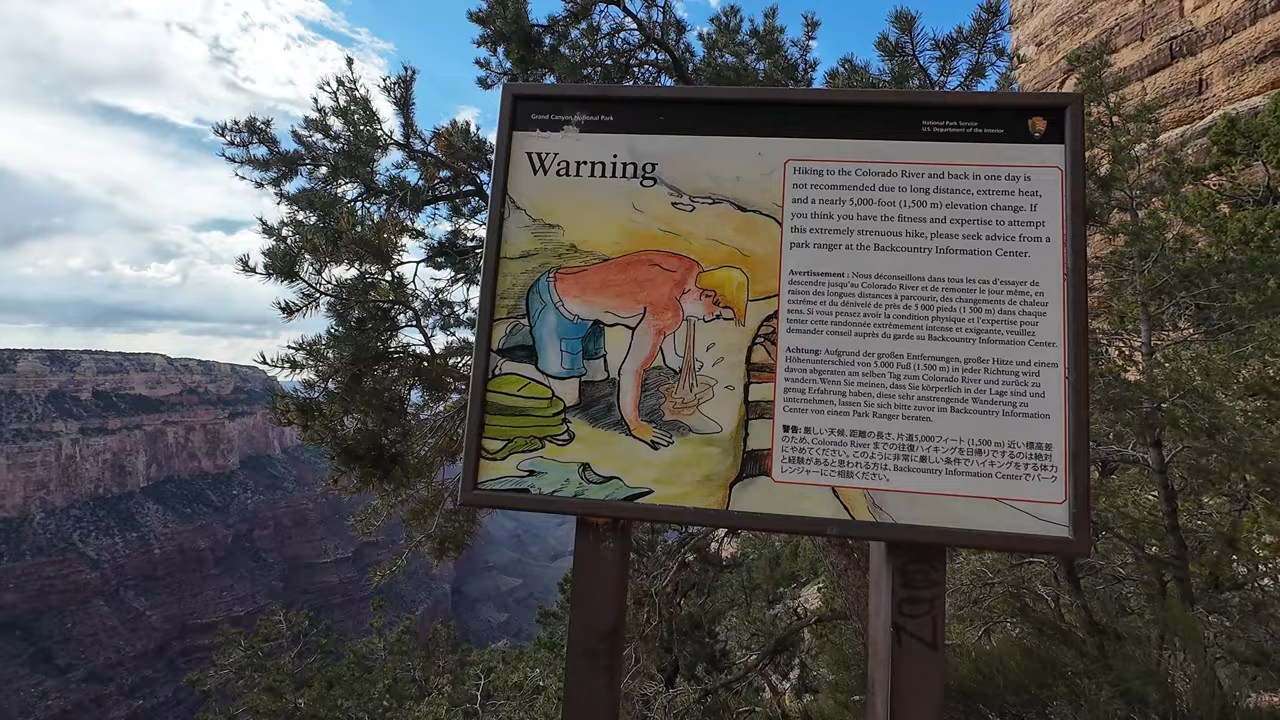 Grand Canyon National Park
National Park Service
U.S. Department of the Interior
Warning
Hiking to the Colorado River and back in one day is
not recommended due to long distance, extreme heat,
and a nearly 5,000-foot (1,500 m) elevation change. If
you think you have the fitness and expertise to attempt
this extremely strenuous hike, please seek advice from a
park ranger at the Backcountry Information Center.
Avertissement : Nous déconseillons dans tous les cas d'essayer de
descendre jusqu'au Colorado River et de remonter le jour même, en
raison des longues distances à parcourir, des changements de chaleur
extrême et du dénivelé de près de 5 000 pieds (1 500 m) dans chaque
sens. Si vous pensez avoir la condition physique et l'expertise pour
tenter cette randonnée extrêmement intense et exigeante, veuillez
demander conseil auprès du garde au Backcountry Information Center.
Achtung: Aufgrund der großen Entfernungen, großer Hitze und einem
Höhenunterschied von 5.000 Fuß (1.500 m) in jeder Richtung wird
davon abgeraten am selben Tag zum Colorado River und zurück zu
wandern. Wenn Sie meinen, dass Sie körperlich in der Lage sind und
genug Erfahrung haben, diese sehr anstrengende Wanderung zu
unternehmen, lassen Sie sich bitte zuvor im Backcountry Information
Center von einem Park Ranger beraten.
警告: 厳しい天候、距離の長さ、片道5,000フィート (1,500 m) 近い標高差
のため、Colorado River までの往復ハイキングを日帰りでするのは絶対
にやめてください。このように非常に厳しい条件でハイキングをする体力
と経験があると思われる方は、Backcountry Information Centerでパーク
レンジャーにご相談ください。